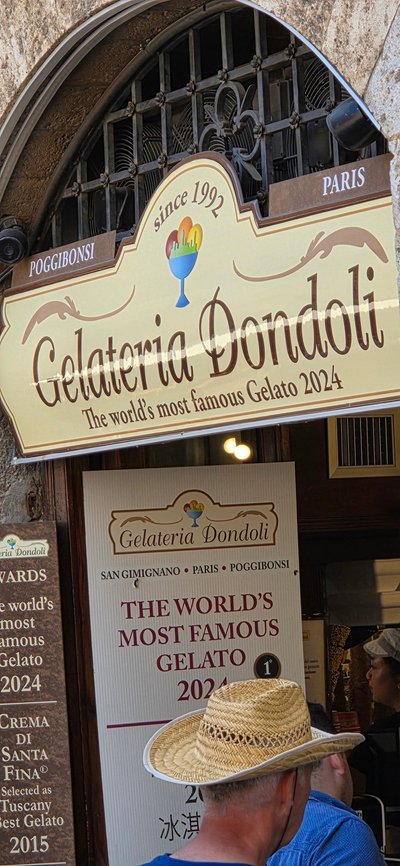 since 1992
POGGIBONSI
PARIS
Gelateria Dondoli
The world's most famous Gelato 2024
Gelateria Dondoli
SAN GIMIGNANO • PARIS • POGGIBONSI
THE WORLD'S
MOST FAMOUS
GELATO
2024
1°
冰淇
ria Dondoli
WARDS
e world's
most
amous
Gelato
2024
CREMA
DI
SANTA
FINA®
Selected as
Tuscany
Best Gelato
2015